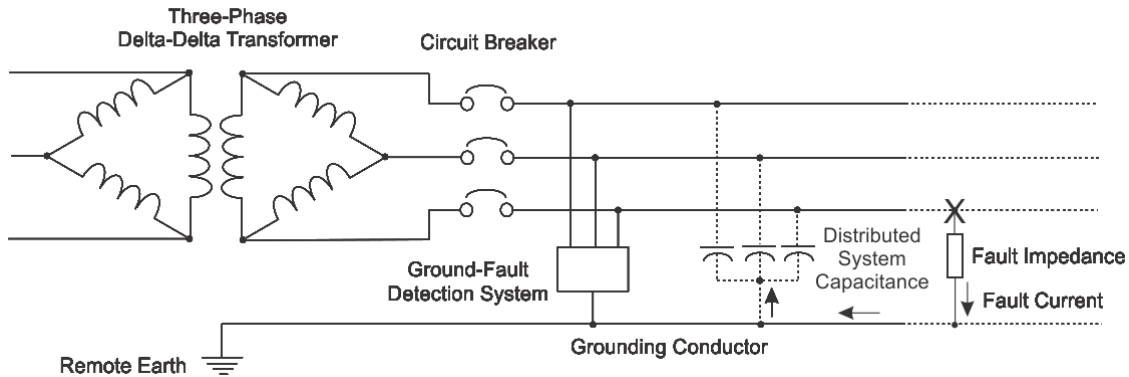 Three-Phase
Delta-Delta Transformer
Circuit Breaker
Distributed
System
Capacitance
Ground-Fault
Detection System
Fault Impedance
Fault Current
Grounding Conductor
Remote Earth